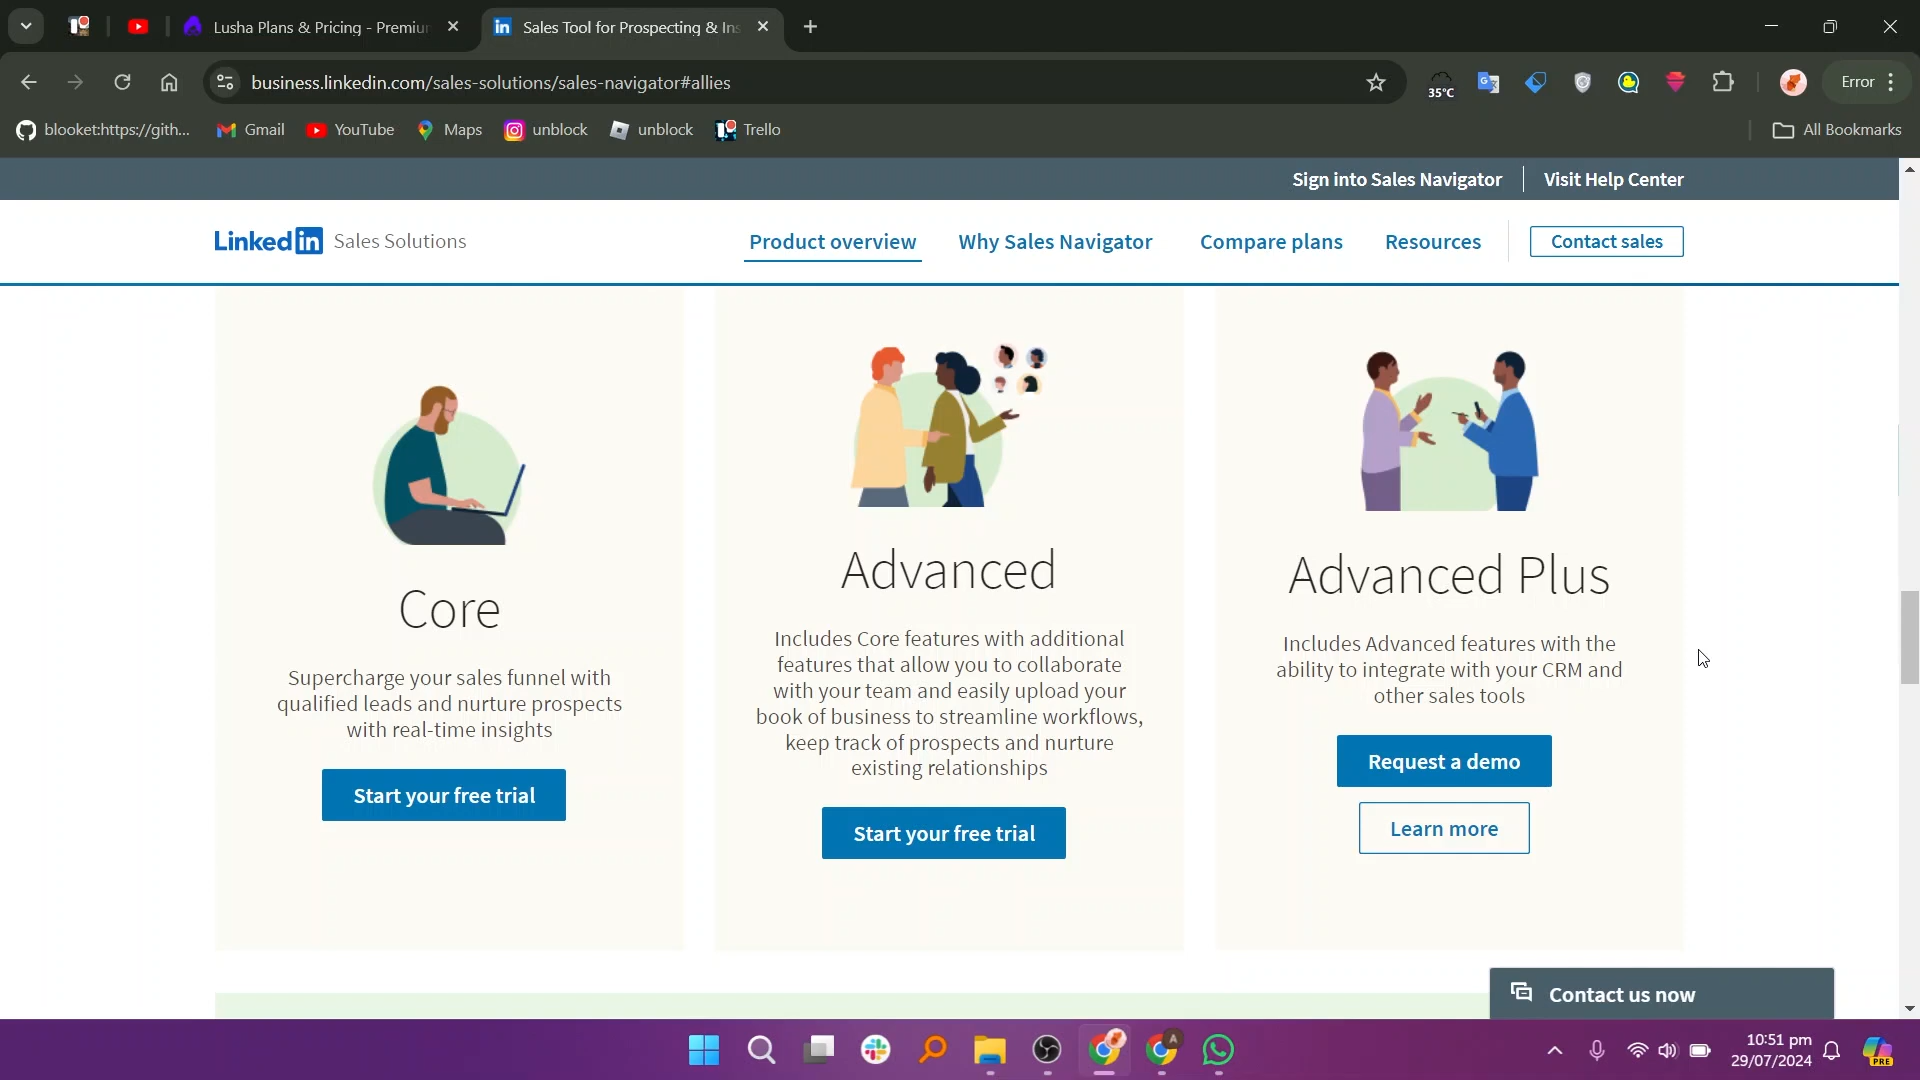 Lusha Plans & Pricing - Premiun
Sales Tool for Prospecting & Ins
business.linkedin.com/sales-solutions/sales-navigator#allies
35°C
Error
blooket:https://gith...
Gmail
YouTube
Maps
unblock
unblock
Trello
All Bookmarks
Sign into Sales Navigator
Visit Help Center
Linked in Sales Solutions
Product overview
Why Sales Navigator
Compare plans
Resources
Contact sales
Core
Supercharge your sales funnel with
qualified leads and nurture prospects
with real-time insights
Start your free trial
Advanced
Includes Core features with additional
features that allow you to collaborate
with your team and easily upload your
book of business to streamline workflows,
keep track of prospects and nurture
existing relationships
Start your free trial
Advanced Plus
Includes Advanced features with the
ability to integrate with your CRM and
other sales tools
Request a demo
Learn more
Contact us now
10:51 pm
29/07/2024
PRE